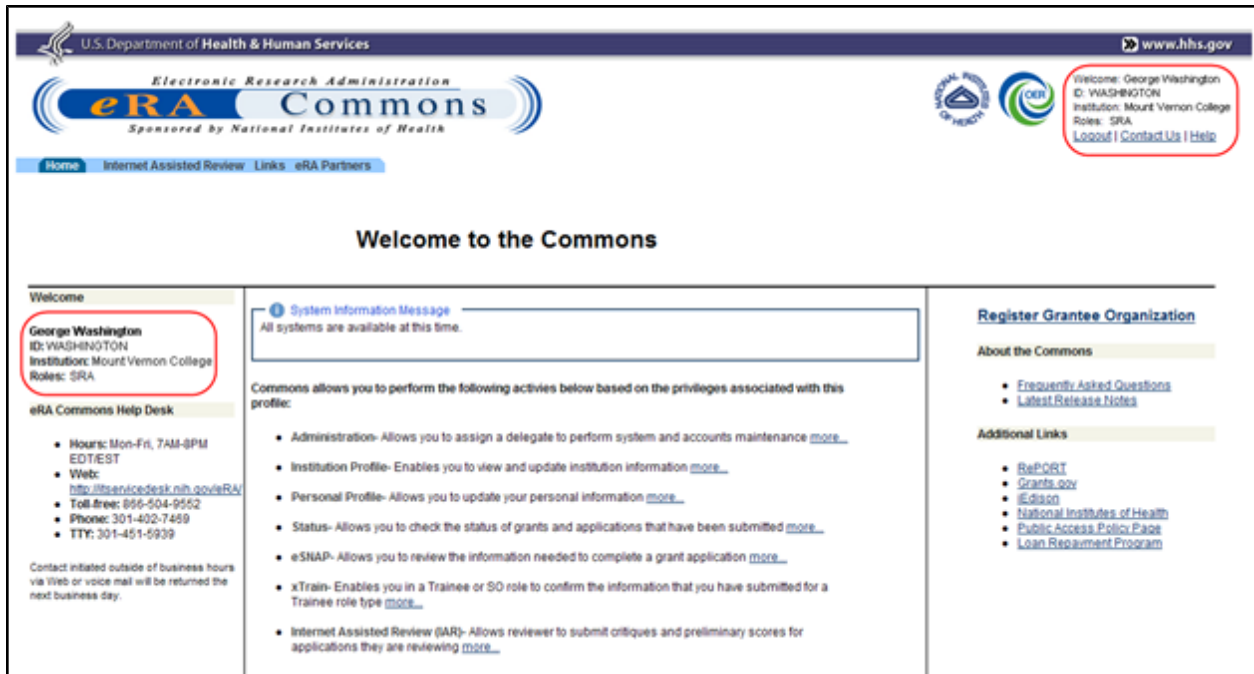 U.S. Department of Health & Human Services
www.hhs.gov
Electronic Research Administration
eRA Commons
Sponsored by National Institutes of Health
NATIONAL INSTITUTES OF HEALTH
OER
Welcome: George Washington
ID: WASHINGTON
Institution: Mount Vernon College
Roles: SRA
Logout | Contact Us | Help
Home Internet Assisted Review Links eRA Partners
Welcome to the Commons
Welcome
George Washington
ID: WASHINGTON
Institution: Mount Vernon College
Roles: SRA
eRA Commons Help Desk
• Hours: Mon-Fri, 7AM-8PM
EDT/EST
• Web:
http://itservicedesk.nih.gov/eRA/
• Toll-free: 866-504-9552
• Phone: 301-402-7469
• TTY: 301-451-5939
Contact initiated outside of business hours
via Web or voice mail will be returned the
next business day.
System Information Message
All systems are available at this time.
Commons allows you to perform the following activies below based on the privileges associated with this
profile:
• Administration- Allows you to assign a delegate to perform system and accounts maintenance more...
• Institution Profile- Enables you to view and update institution information more...
• Personal Profile- Allows you to update your personal information more...
• Status- Allows you to check the status of grants and applications that have been submitted more...
• eSNAP- Allows you to review the information needed to complete a grant application more...
• xTrain- Enables you in a Trainee or SO role to confirm the information that you have submitted for a
Trainee role type more...
• Internet Assisted Review (IAR)- Allows reviewer to submit critiques and preliminary scores for
applications they are reviewing more...
Register Grantee Organization
About the Commons
• Frequently Asked Questions
• Latest Release Notes
Additional Links
• RePORT
• Grants.gov
• iEdison
• National Institutes of Health
• Public Access Policy Page
• Loan Repayment Program